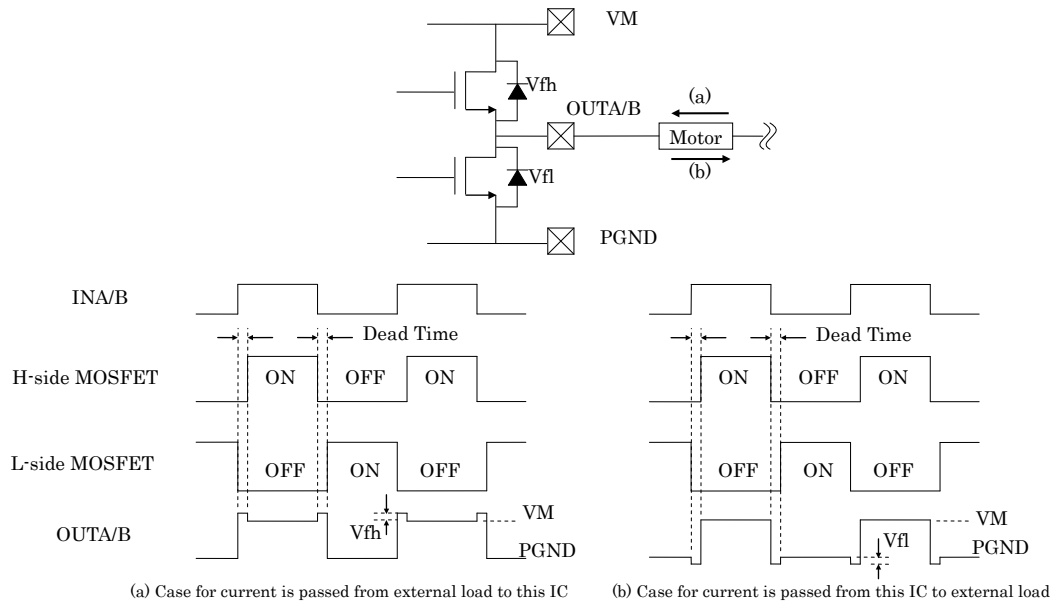 VM
Vfh
(a)
OUTA/B
Motor
(b)
Vfl
PGND
INA/B
Dead Time
Dead Time
H-side MOSFET
ON OFF ON
ON OFF ON
L-side MOSFET
OFF ON OFF
OFF ON OFF
OUTA/B
Vfh
VM
PGND
Vfl
VM
PGND
(a) Case for current is passed from external load to this IC
(b) Case for current is passed from this IC to external load